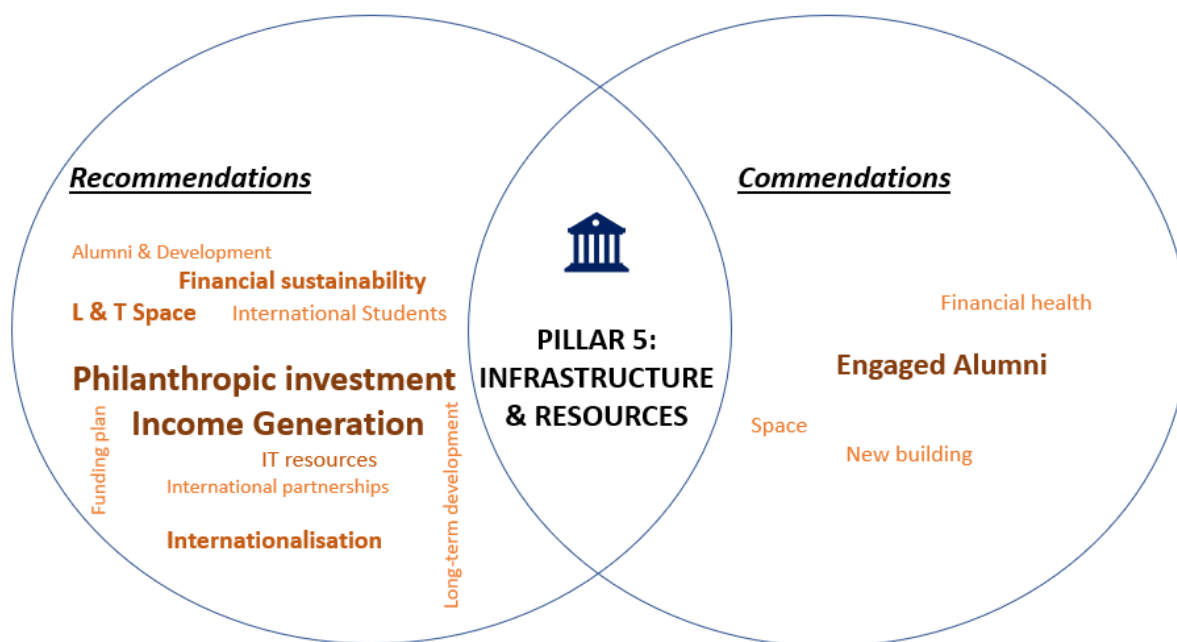 Recommendations
Alumni & Development
Financial sustainability
L & T Space
International Students
Philanthropic investment
Income Generation
Funding plan
IT resources
International partnerships
Internationalisation
Long-term development
PILLAR 5:
INFRASTRUCTURE
& RESOURCES
Commendations
Financial health
Engaged Alumni
Space
New building